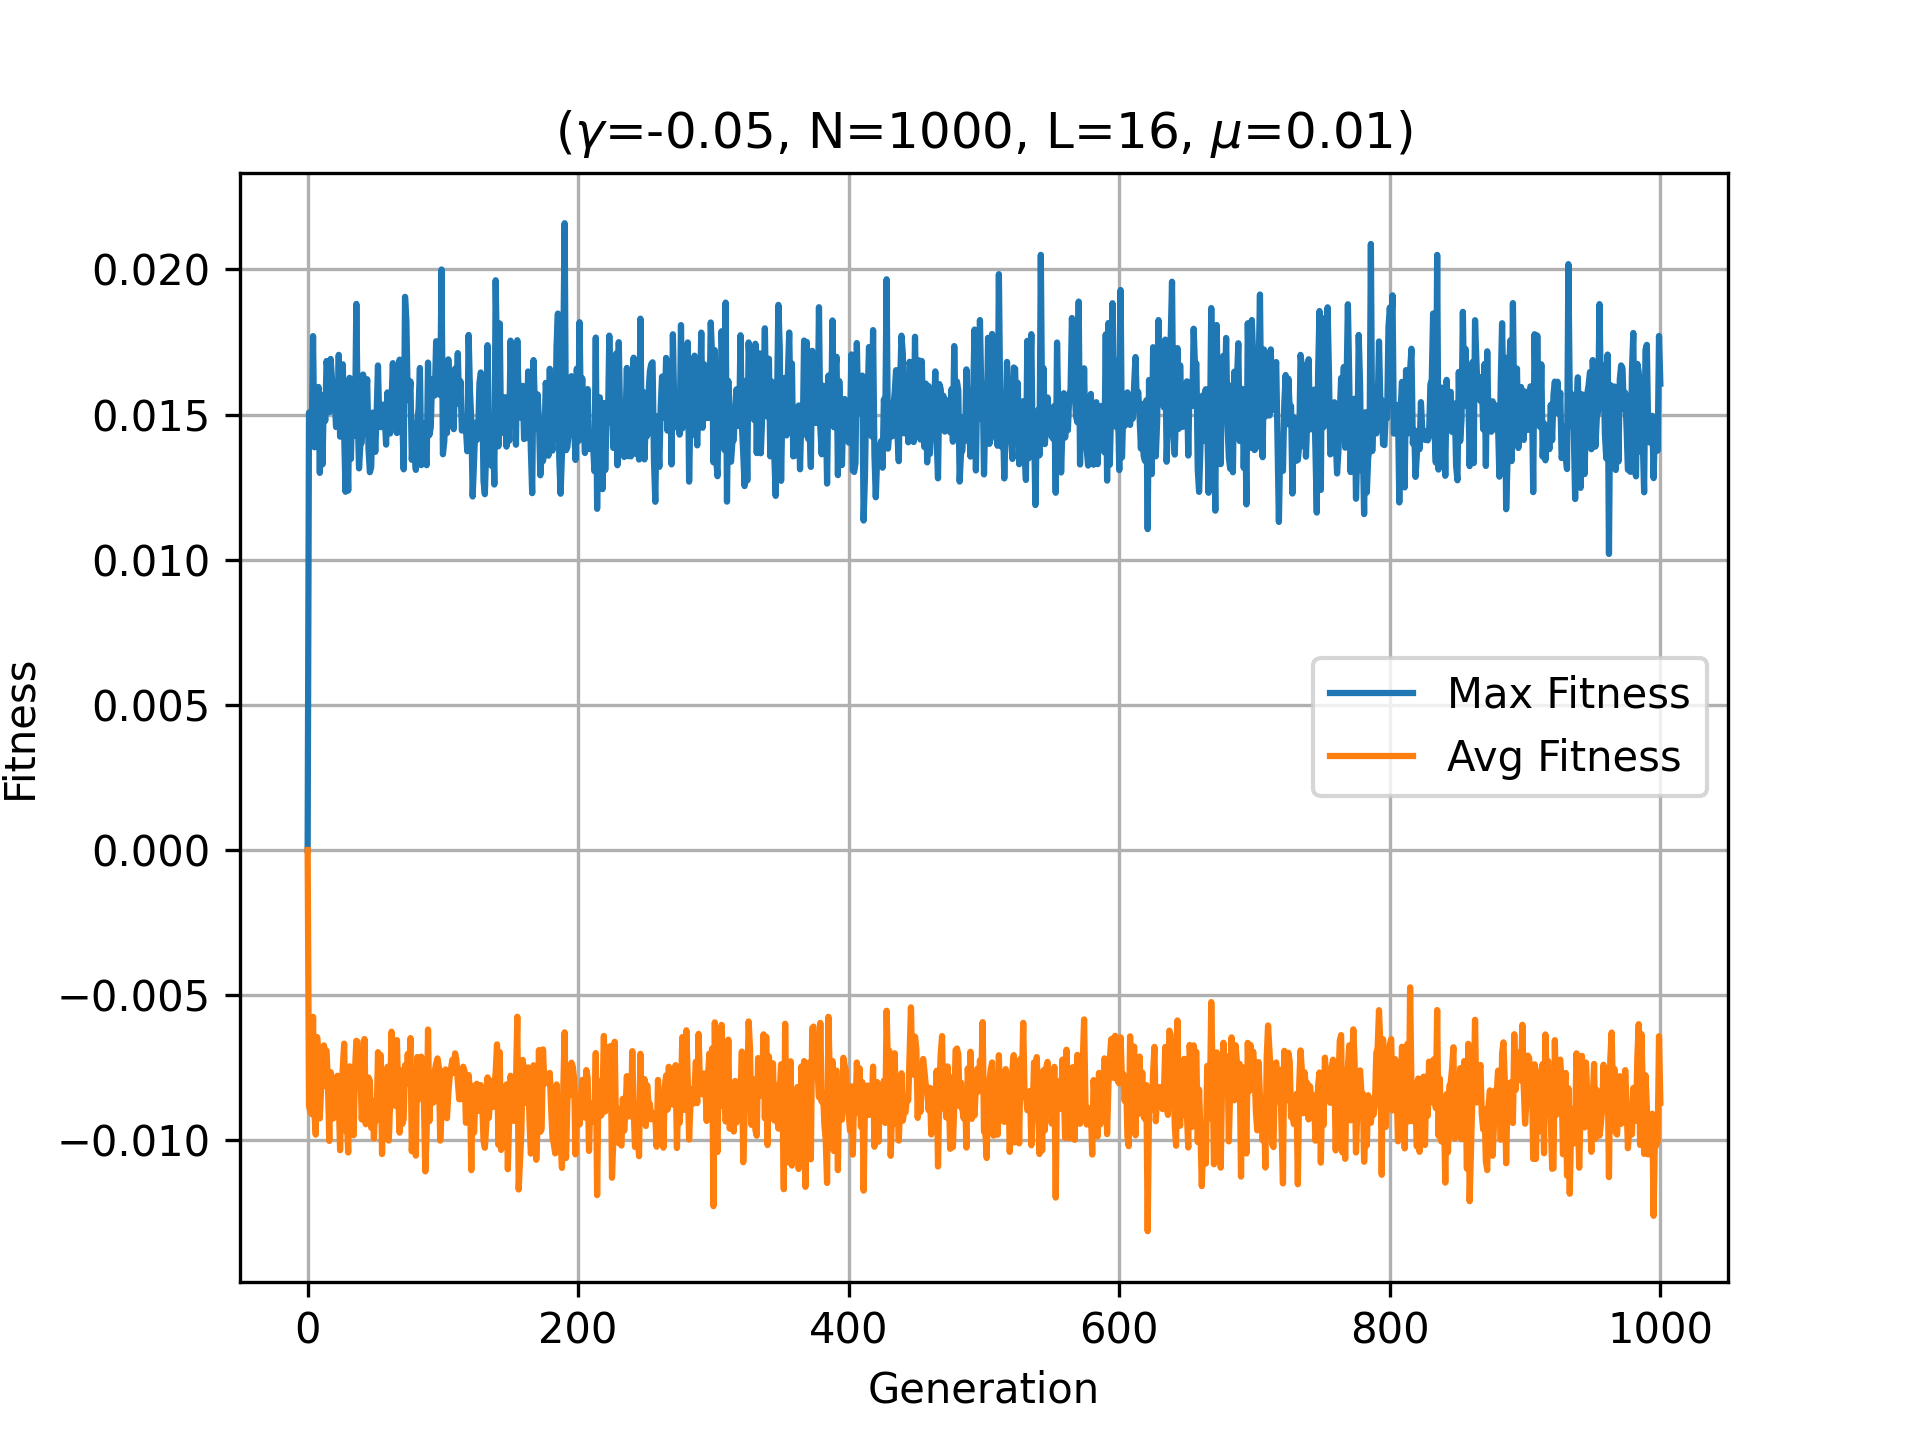 (γ=-0.05, N=1000, L=16, μ=0.01)
0.020
0.015
0.010
0.005
0.000
−0.005
−0.010
Fitness
Max Fitness
Avg Fitness
0 200 400 600 800 1000
Generation